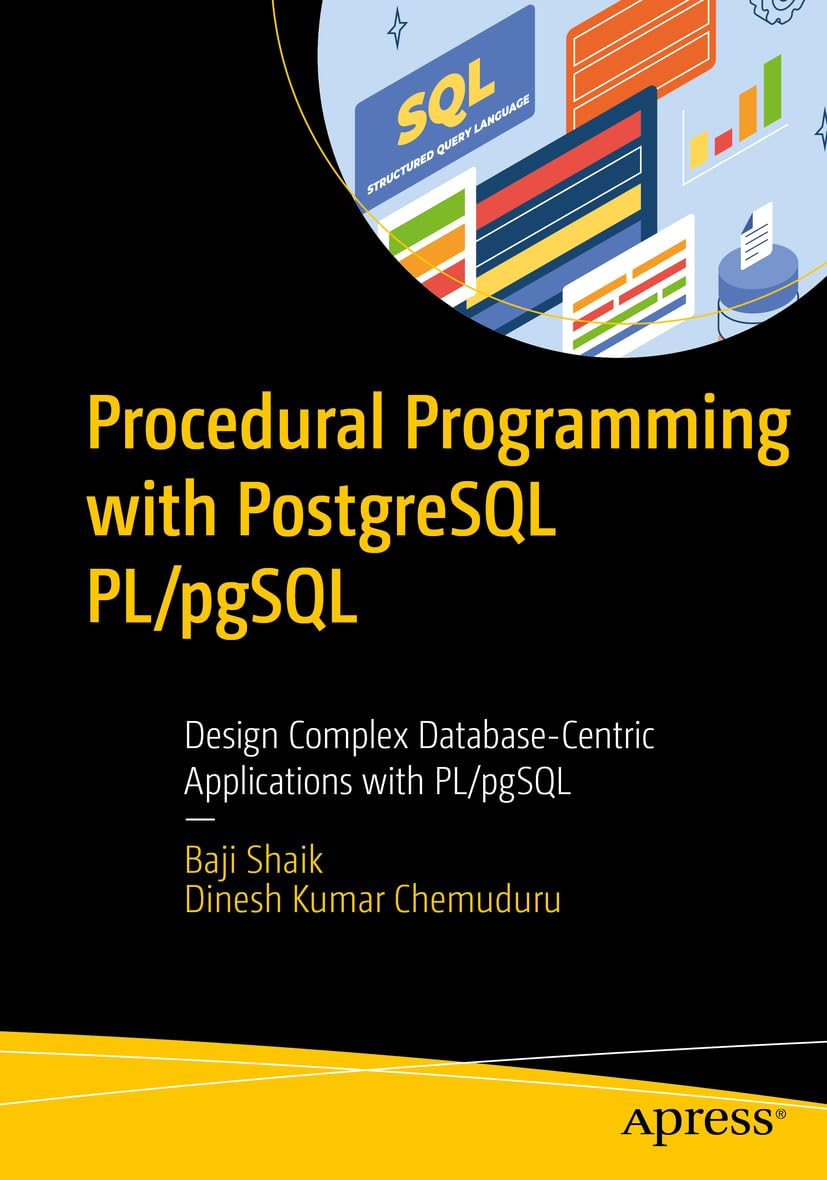 SQL
STRUCTURED QUERY LANGUAGE
Procedural Programming
with PostgreSQL
PL/pgSQL
Design Complex Database-Centric
Applications with PL/pgSQL
—
Baji Shaik
Dinesh Kumar Chemuduru
Apress®